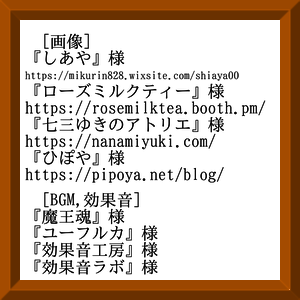 [画像]
『しあや』様
https://mikurin828.wixsite.com/shiaya00
『ローズミルクティー』様
https://rosemilktea.booth.pm/
『七三ゆきのアトリエ』様
https://nanamiyuki.com/
『ひぽや』様
https://pipoya.net/blog/
[BGM,効果音]
『魔王魂』様
『ユーフルカ』様
『効果音工房』様
『効果音ラボ』様